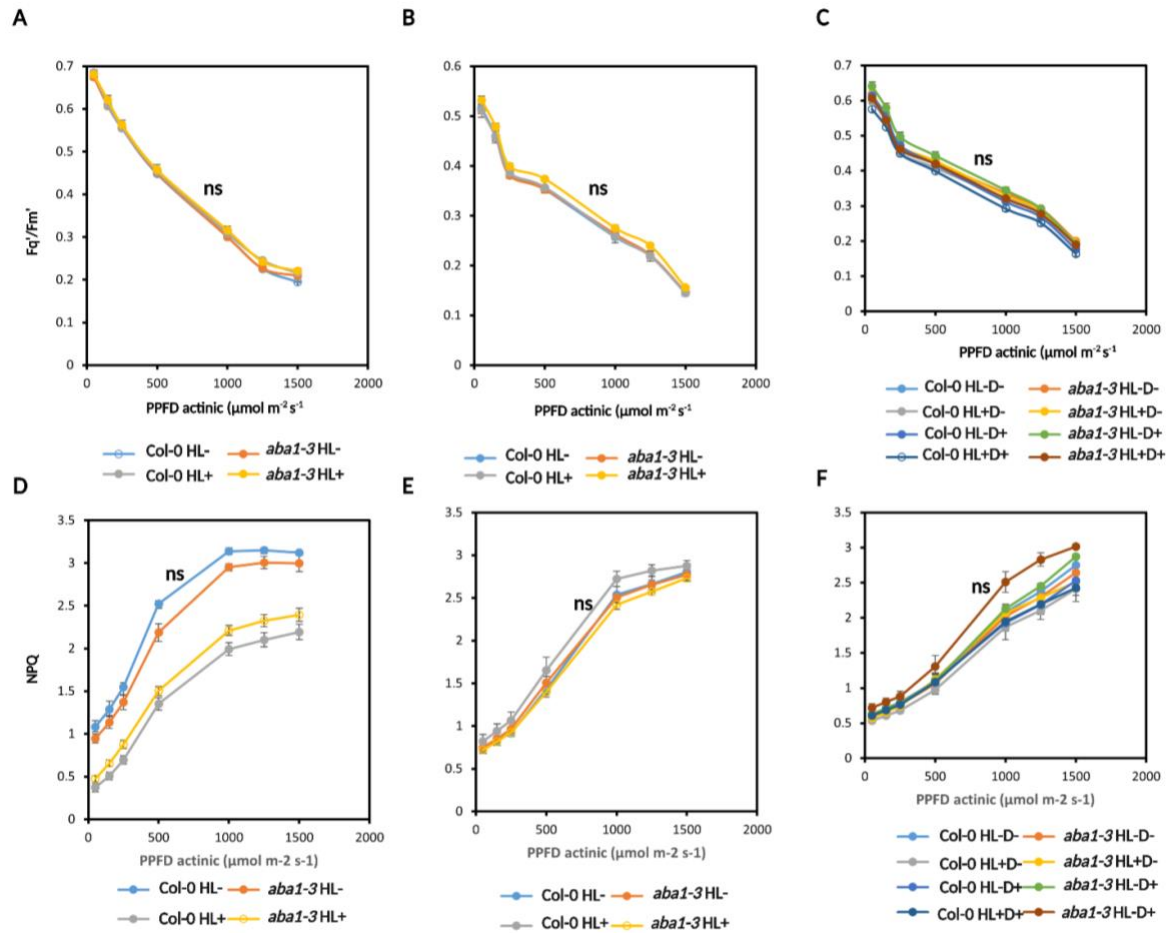 A
B
C
0.7
0.6
0.5
0.4
0.3
0.2
0.1
0
Fq'/Fm'
ns
0 500 1000 1500 2000
PPFD actinic (µmol m-2 s-1
Col-0 HL- aba1-3 HL-
Col-0 HL+ aba1-3 HL+
0.6
0.5
0.4
0.3
0.2
0.1
0
ns
0 500 1000 1500 2000
PPFD actinic (µmol m-2 s-1
Col-0 HL- aba1-3 HL-
Col-0 HL+ aba1-3 HL+
0.7
0.6
0.5
0.4
0.3
0.2
0.1
0
ns
0 500 1000 1500 2000
PPFD actinic (µmol m-2 s-1
Col-0 HL-D- aba1-3 HL-D-
Col-0 HL+D- aba1-3 HL+D-
Col-0 HL-D+ aba1-3 HL-D+
Col-0 HL+D+ aba1-3 HL+D+
D
E
F
3.5
3
2.5
2
1.5
1
0.5
0
NPQ
ns
0 500 1000 1500 2000
PPFD actinic (µmol m-2 s-1)
Col-0 HL- aba1-3 HL-
Col-0 HL+ aba1-3 HL+
3.5
3
2.5
2
1.5
1
0.5
0
ns
0 500 1000 1500 2000
PPFD actinic (µmol m-2 s-1)
Col-0 HL- aba1-3 HL-
Col-0 HL+ aba1-3 HL+
3.5
3
2.5
2
1.5
1
0.5
0
ns
0 500 1000 1500 2000
PPFD actinic (µmol m-2 s-1)
Col-0 HL-D- aba1-3 HL-D-
Col-0 HL+D- aba1-3 HL+D-
Col-0 HL-D+ aba1-3 HL-D+
Col-0 HL+D+ aba1-3 HL-D+